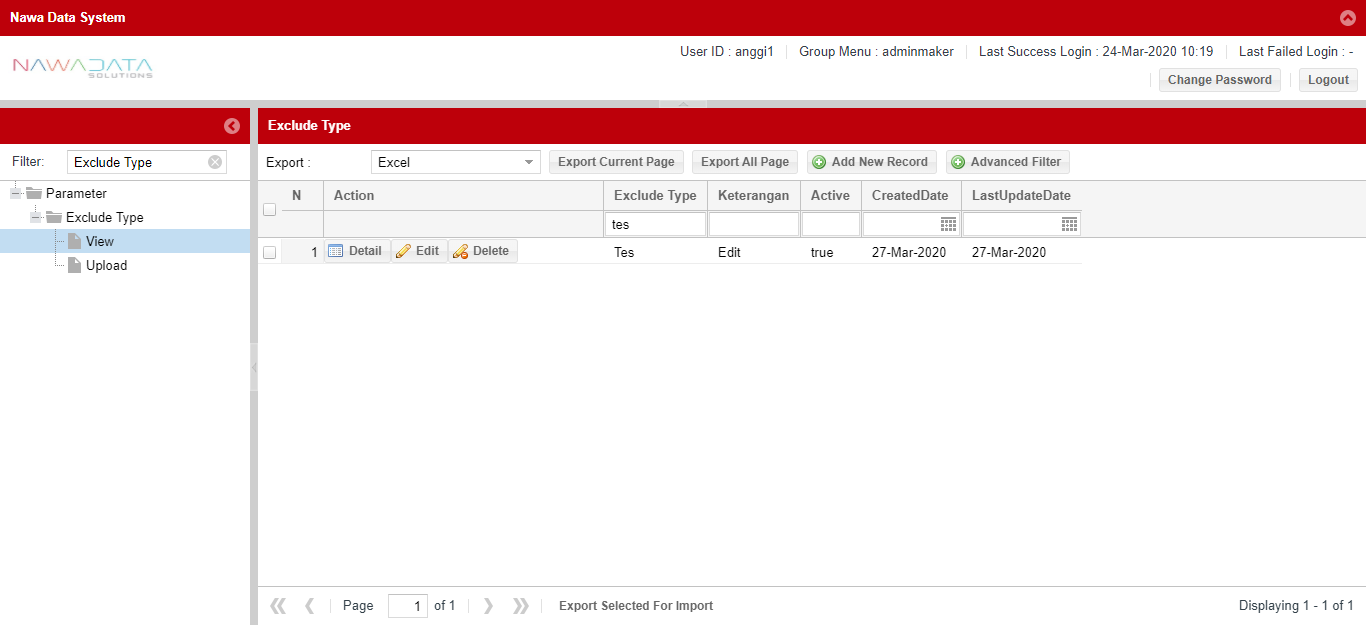 Nawa Data System
NAWADATA
SOLUTIONS
User ID : anggi1 Group Menu : adminmaker Last Success Login : 24-Mar-2020 10:19 Last Failed Login : -
Change Password Logout
Exclude Type
Filter: Exclude Type
Parameter
Exclude Type
View
Upload
Export : Excel Export Current Page Export All Page Add New Record Advanced Filter
N Action Exclude Type Keterangan Active CreatedDate LastUpdateDate
tes
1 Detail Edit Delete Tes Edit true 27-Mar-2020 27-Mar-2020
Page 1 of 1 Export Selected For Import Displaying 1 - 1 of 1